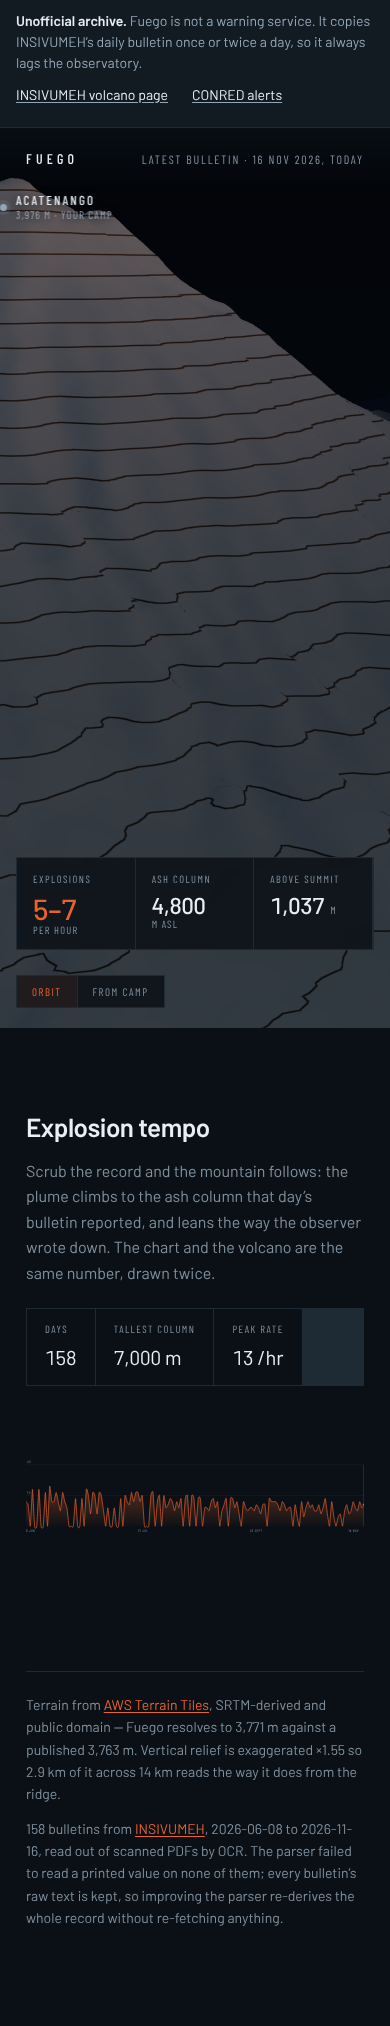 Unofficial archive. Fuego is not a warning service. It copies
INSIVUMEH's daily bulletin once or twice a day, so it always
lags the observatory.
INSIVUMEH volcano page CONRED alerts
FUEGO LATEST BULLETIN · 16 NOV 2026, TODAY
ACATENANGO
3,976 M · YOUR CAMP
EXPLOSIONS ASH COLUMN ABOVE SUMMIT
5–7 4,800 1,037 M
PER HOUR M ASL
ORBIT FROM CAMP
Explosion tempo
Scrub the record and the mountain follows: the
plume climbs to the ash column that day's
bulletin reported, and leans the way the observer
wrote down. The chart and the volcano are the
same number, drawn twice.
DAYS TALLEST COLUMN PEAK RATE
158 7,000 m 13 /hr
Terrain from AWS Terrain Tiles, SRTM-derived and
public domain — Fuego resolves to 3,771 m against a
published 3,763 m. Vertical relief is exaggerated ×1.55 so
2.9 km of it across 14 km reads the way it does from the
ridge.
158 bulletins from INSIVUMEH, 2026-06-08 to 2026-11-
16, read out of scanned PDFs by OCR. The parser failed
to read a printed value on none of them; every bulletin's
raw text is kept, so improving the parser re-derives the
whole record without re-fetching anything.